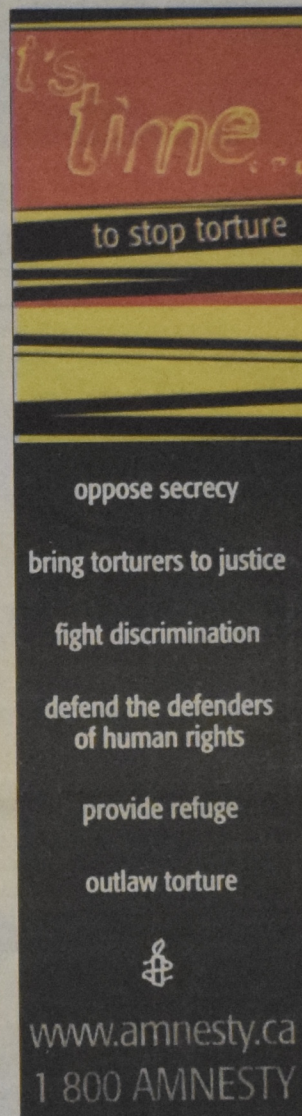 t's
time...
to stop torture
oppose secrecy
bring torturers to justice
fight discrimination
defend the defenders
of human rights
provide refuge
outlaw torture
www.amnesty.ca
1 800 AMNESTY